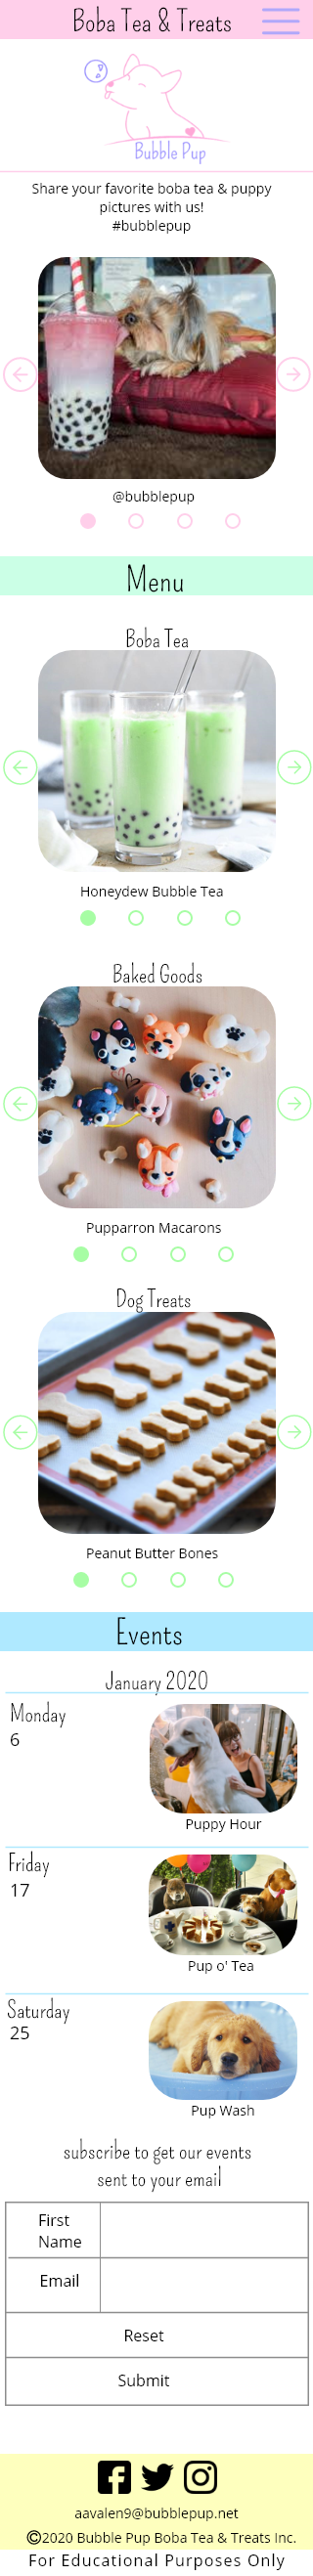 Boba Tea & Treats
Bubble Pup
Share your favorite boba tea & puppy
pictures with us!
#bubblepup
@bubblepup
Menu
Boba Tea
Honeydew Bubble Tea
Baked Goods
Pupparron Macarons
Dog Treats
Peanut Butter Bones
Events
January 2020
Monday
6
Puppy Hour
Friday
17
Pup o' Tea
Saturday
25
Pup Wash
subscribe to get our events
sent to your email
First
Name
Email
Reset
Submit
aavalen9@bubblepup.net
©2020 Bubble Pup Boba Tea & Treats Inc.
For Educational Purposes Only